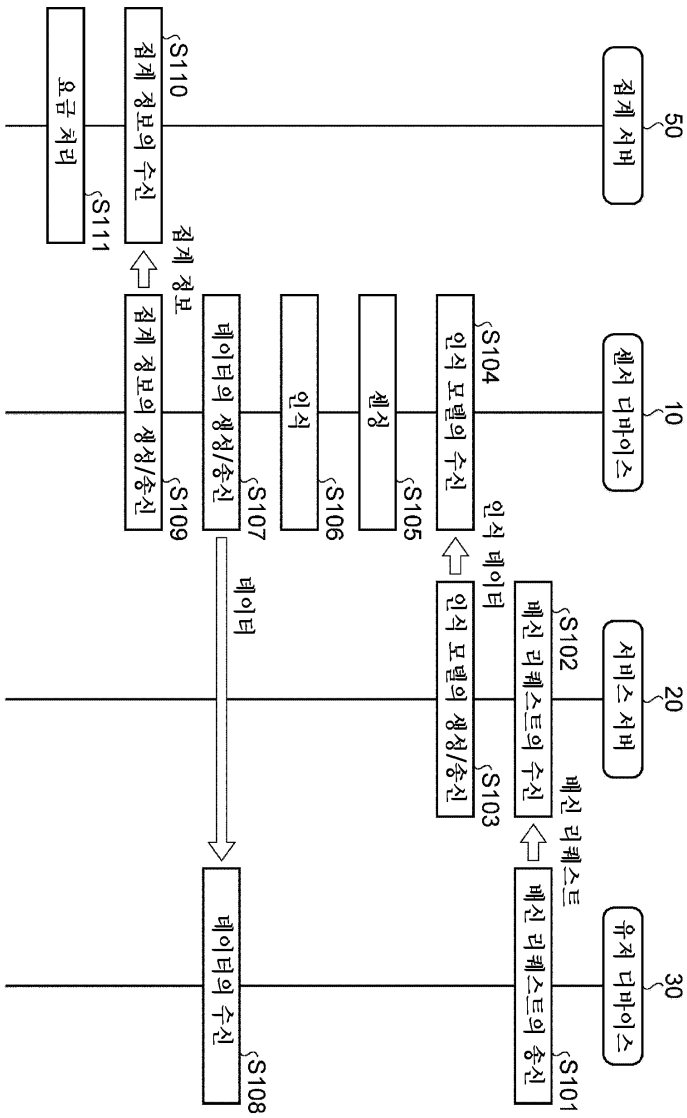 50
집계 서버
10
센서 디바이스
20
서비스 서버
30
유저 디바이스
S101
배신 리퀘스트의 송신
배신 리퀘스트
S102
배신 리퀘스트의 수신
S103
인식 모델의 생성/송신
인식 데이터
S104
인식 모델의 수신
S105
센싱
S106
인식
S107
데이터의 생성/송신
데이터
S108
데이터의 수신
S109
집계 정보의 생성/송신
집계 정보
S110
집계 정보의 수신
S111
요금 처리